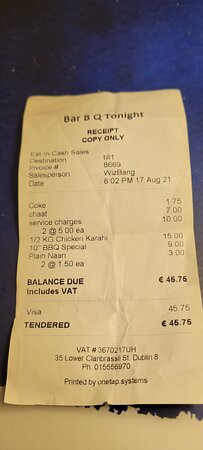 Bar B Q Tonight
RECEIPT
COPY ONLY
Eat In Cash Sales
Destination till1
Invoice # 8669
Salesperson WizBang
Date 8:02 PM 17 Aug 21
Coke 1.75
chaat 7.00
service charges 10.00
2 @ 5.00 ea
1/2 KG Chicken Karahi 15.00
10" BBQ Special 9.00
Plain Naan 3.00
2 @ 1.50 ea
BALANCE DUE € 45.75
Includes VAT
Visa 45.75
TENDERED € 45.75
VAT # 3670217UH
35 Lower Clanbrassil St. Dublin 8
Ph: 015555970
Printed by onetap.systems